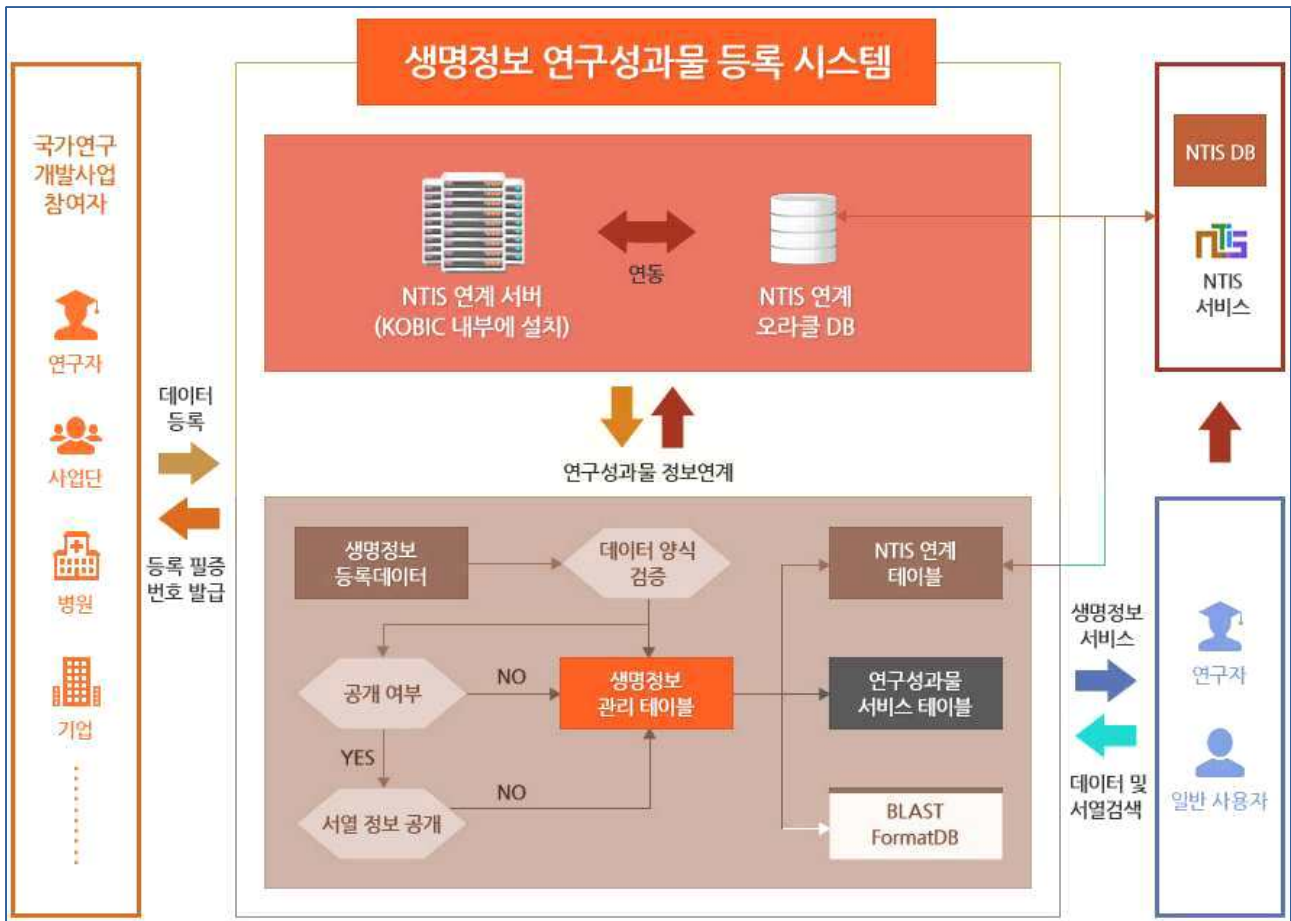 생명정보 연구성과물 등록 시스템
국가연구
개발사업
참여자
연구자
사업단
병원
기업
데이터
등록
등록 필증
번호 발급
NTIS 연계 서버
(KOBIC 내부에 설치)
연동
NTIS 연계
오라클 DB
연구성과물 정보연계
생명정보
등록데이터
데이터 양식
검증
NTIS 연계
테이블
공개 여부
NO
생명정보
관리 테이블
연구성과물
서비스 테이블
YES
서열 정보 공개
NO
BLAST
FormatDB
NTIS DB
NTIS
NTIS
서비스
생명정보
서비스
데이터 및
서열검색
연구자
일반 사용자